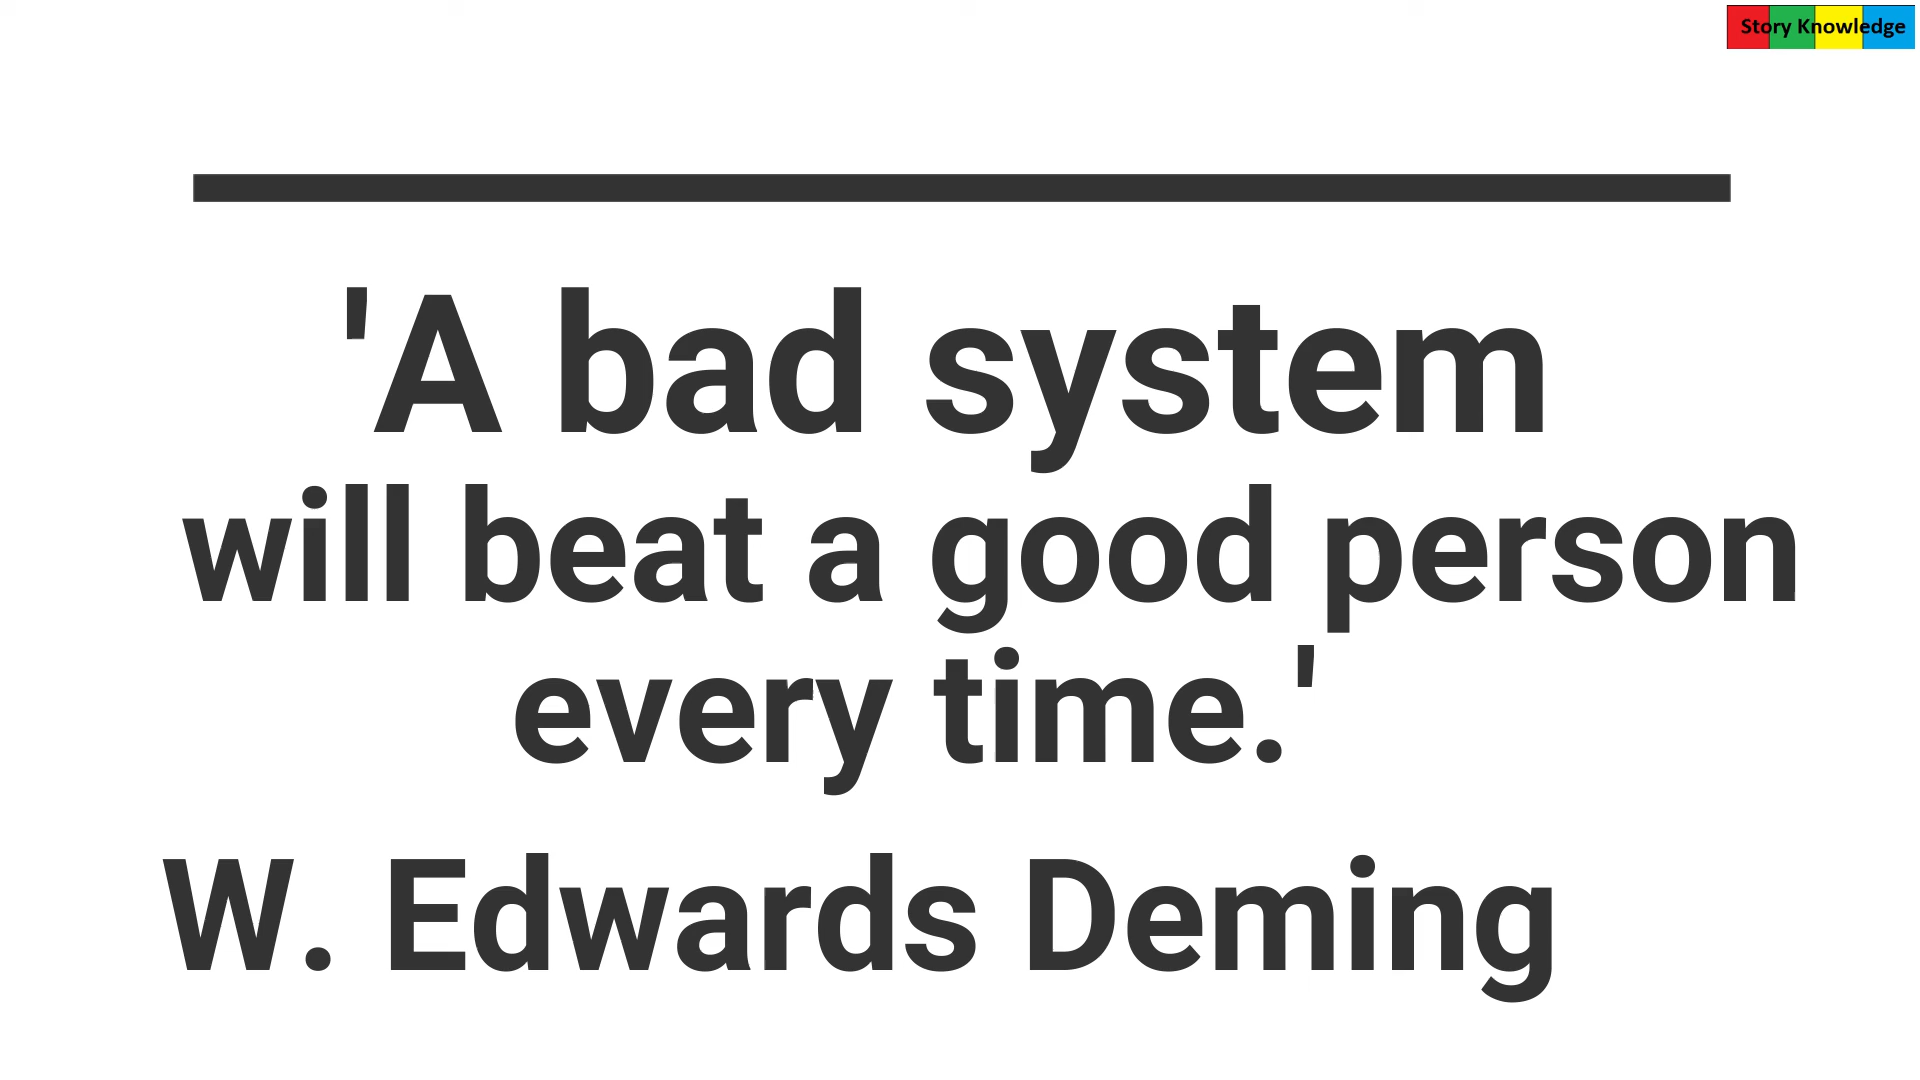 Story Knowledge
'A bad system
will beat a good person
every time.'
W. Edwards Deming